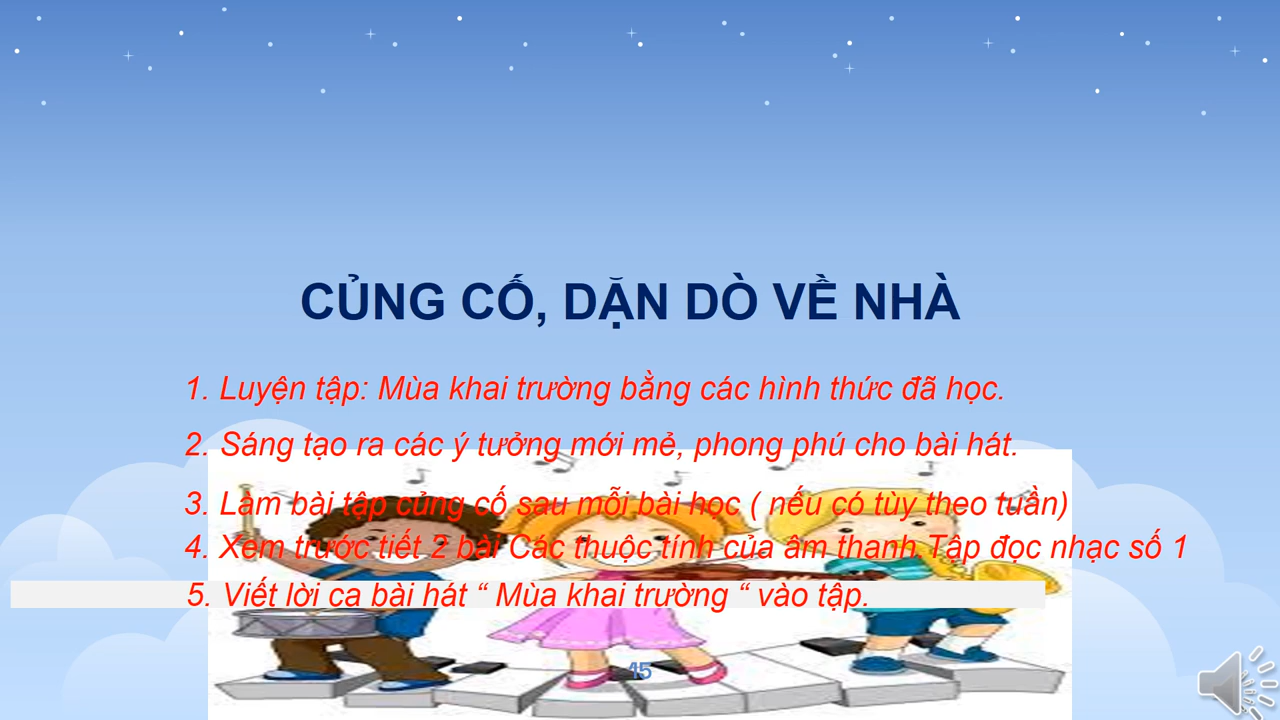 CỦNG CỐ, DẶN DÒ VỀ NHÀ
1. Luyện tập: Mùa khai trường bằng các hình thức đã học.
2. Sáng tạo ra các ý tưởng mới mẻ, phong phú cho bài hát.
3. Làm bài tập củng cố sau mỗi bài học ( nếu có tùy theo tuần)
4. Xem trước tiết 2 bài Các thuộc tính của âm thanh Tập đọc nhạc số 1
5. Viết lời ca bài hát “ Mùa khai trường “ vào tập.
45